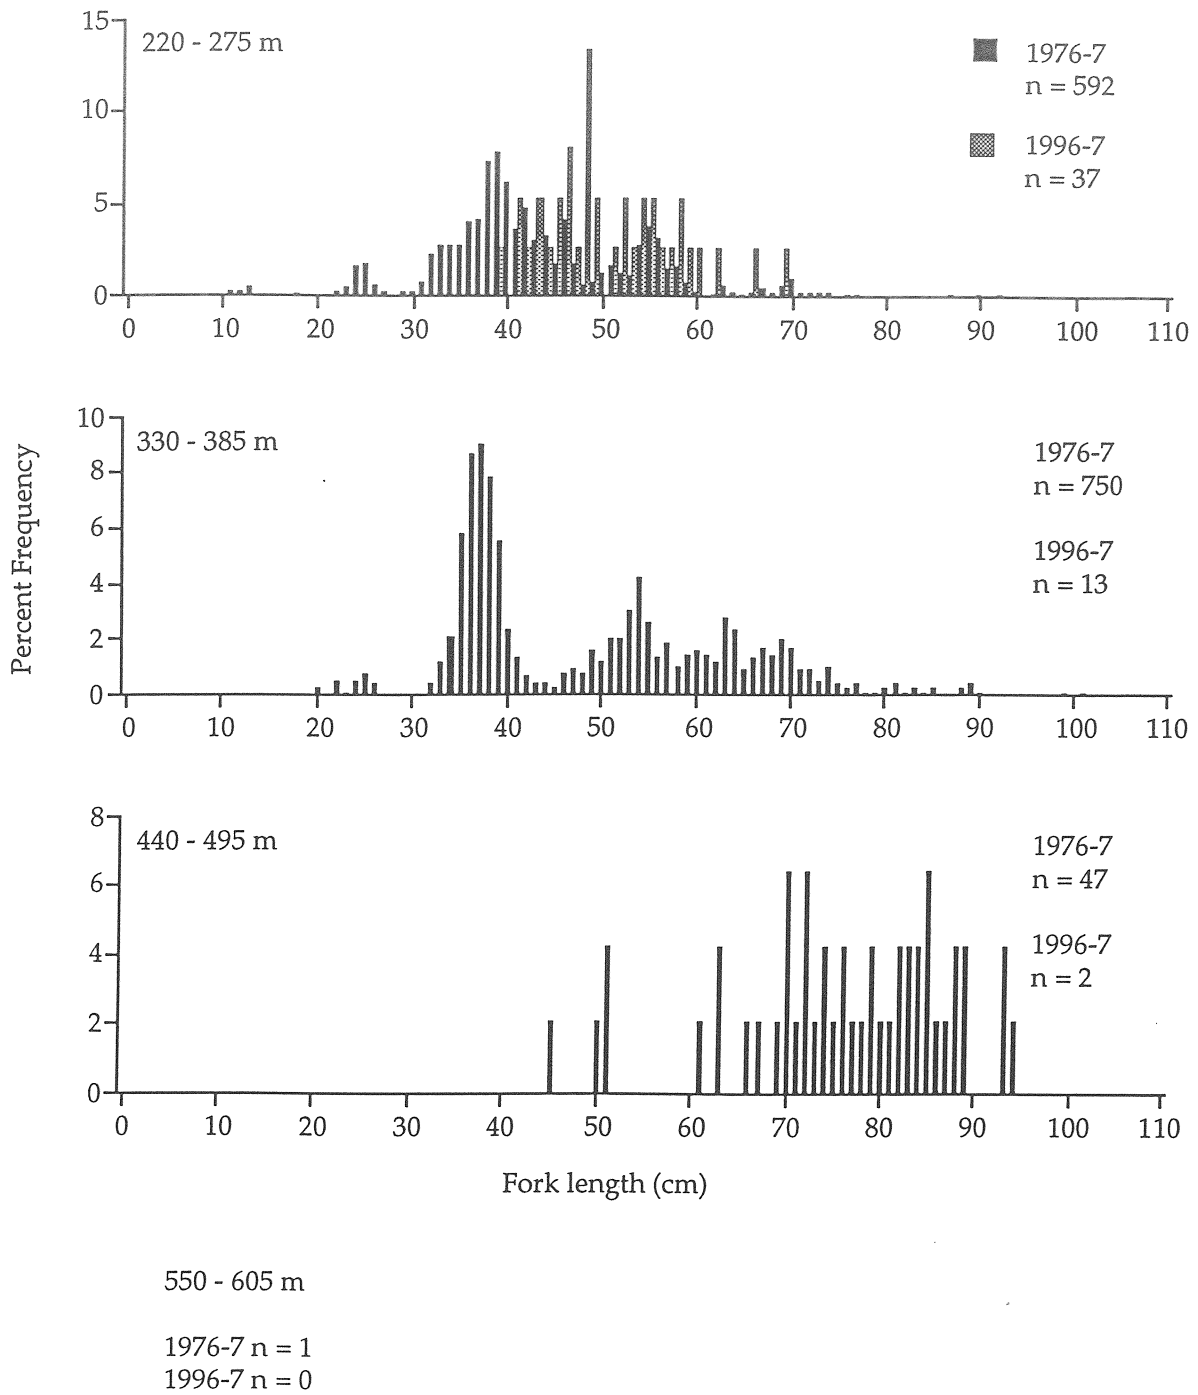 15
220 - 275 m
1976-7
n = 592
10
1996-7
n = 37
5
0
0 10 20 30 40 50 60 70 80 90 100 110
Percent Frequency
10
330 - 385 m
1976-7
n = 750
8
6
1996-7
n = 13
4
2
0
0 10 20 30 40 50 60 70 80 90 100 110
8
440 - 495 m
1976-7
n = 47
6
4
1996-7
n = 2
2
0
0 10 20 30 40 50 60 70 80 90 100 110
Fork length (cm)
550 - 605 m
1976-7 n = 1
1996-7 n = 0